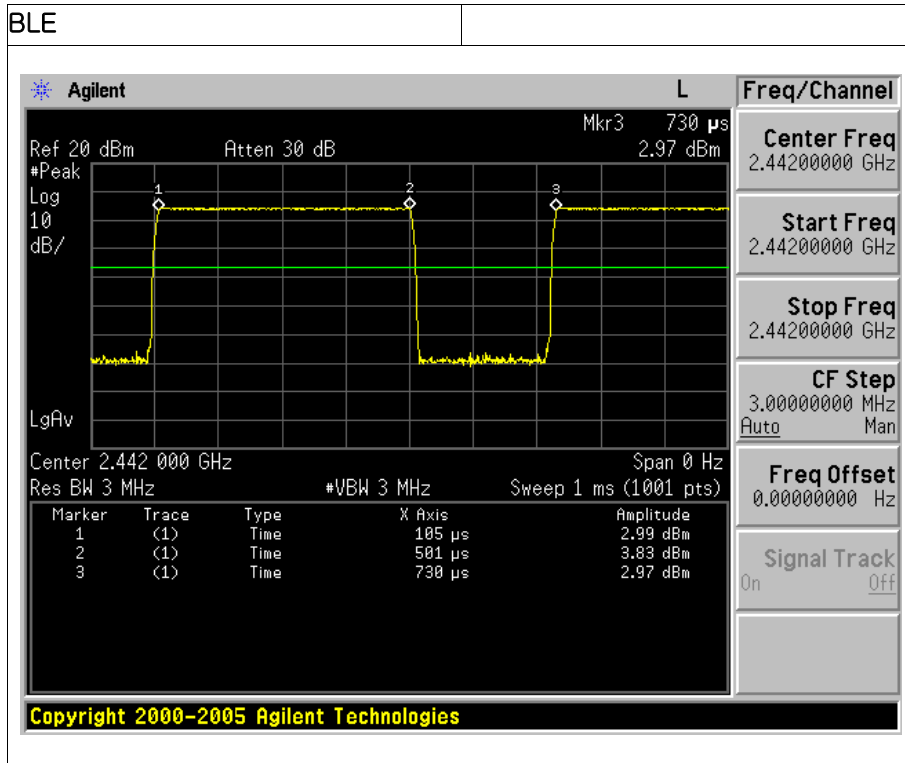 BLE
Agilent L Freq/Channel
Mkr3 730 µs
Ref 20 dBm Atten 30 dB 2.97 dBm
#Peak
Log
10
dB/
1 2 3
LgAv
Center 2.442 000 GHz Span 0 Hz
Res BW 3 MHz #VBW 3 MHz Sweep 1 ms (1001 pts)
Marker Trace Type X Axis Amplitude
1 (1) Time 105 µs 2.99 dBm
2 (1) Time 501 µs 3.83 dBm
3 (1) Time 730 µs 2.97 dBm
Center Freq
2.44200000 GHz
Start Freq
2.44200000 GHz
Stop Freq
2.44200000 GHz
CF Step
3.00000000 MHz
Auto Man
Freq Offset
0.00000000 Hz
Signal Track
On Off
Copyright 2000-2005 Agilent Technologies